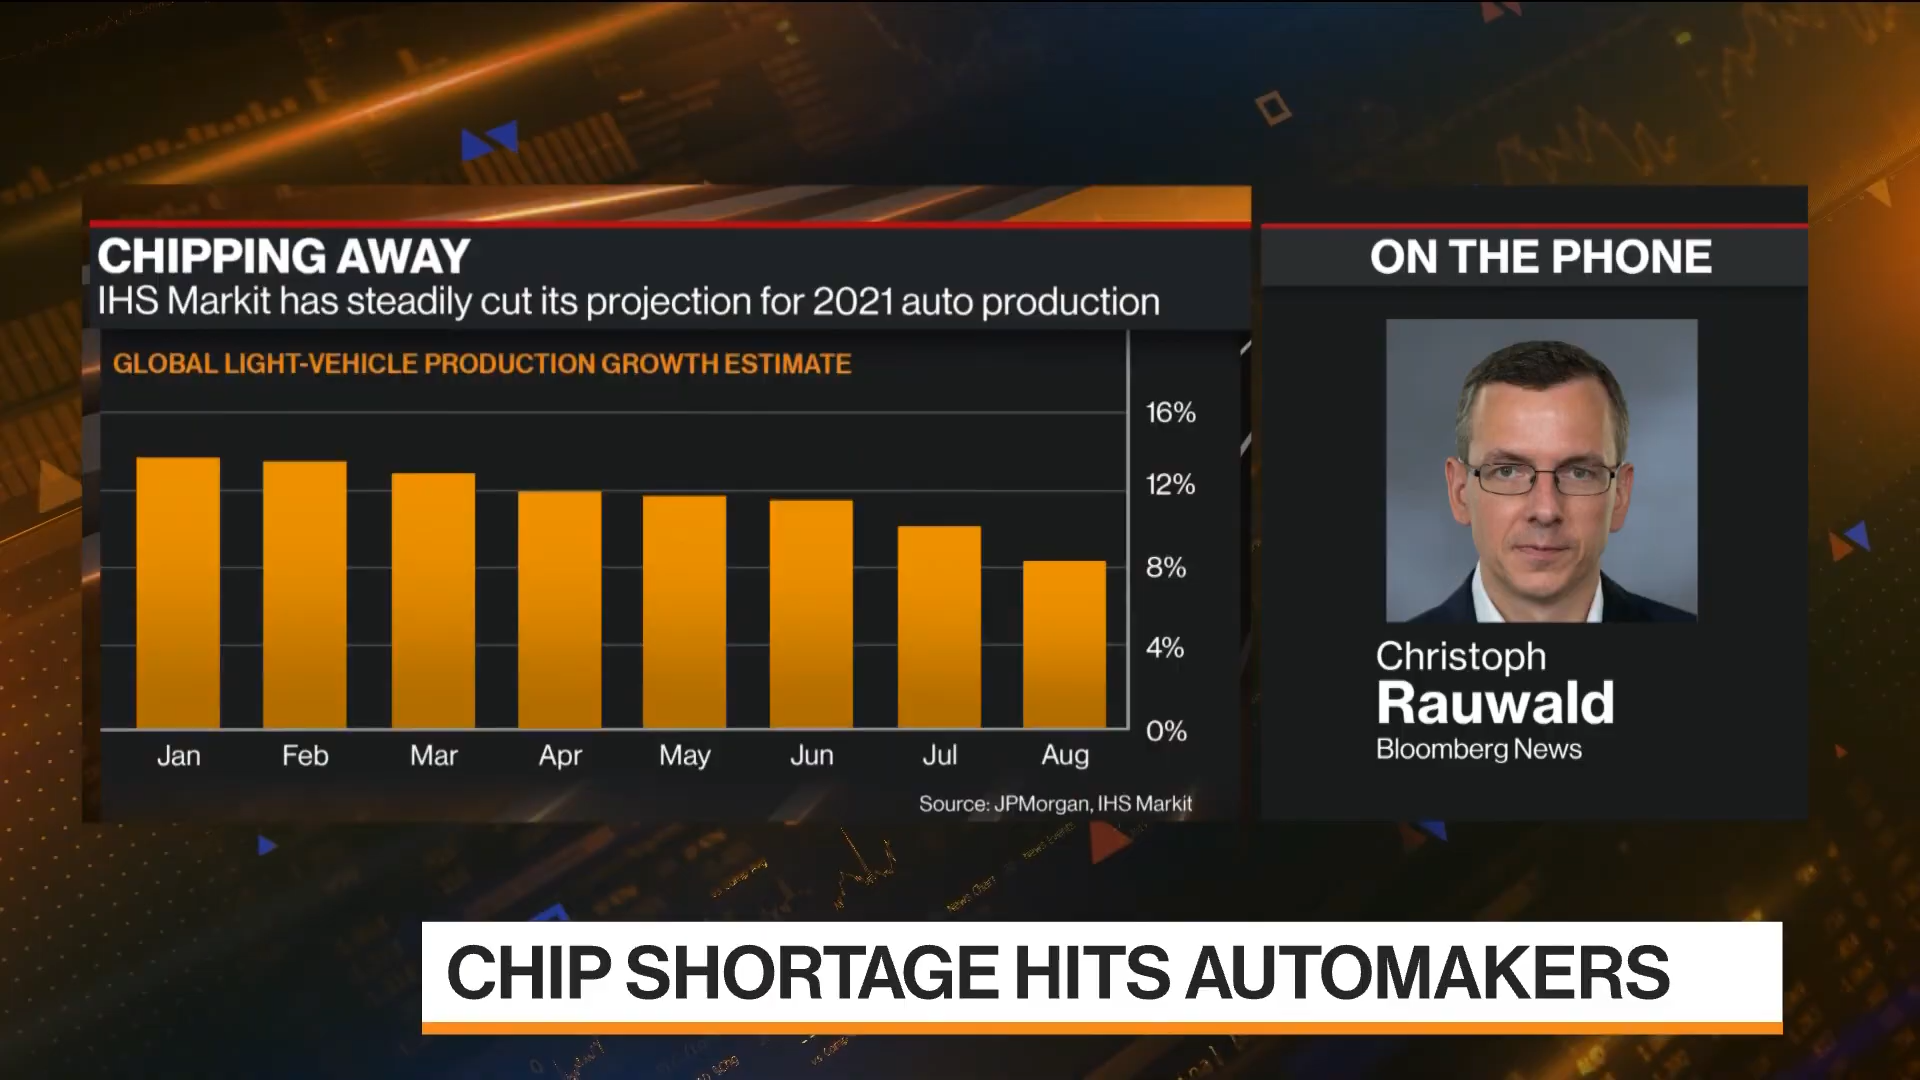 CHIPPING AWAY
IHS Markit has steadily cut its projection for 2021 auto production
GLOBAL LIGHT-VEHICLE PRODUCTION GROWTH ESTIMATE
16%
12%
8%
4%
0%
Jan Feb Mar Apr May Jun Jul Aug
Source: JPMorgan, IHS Markit
ON THE PHONE
Christoph
Rauwald
Bloomberg News
News Chart
CHIP SHORTAGE HITS AUTOMAKERS